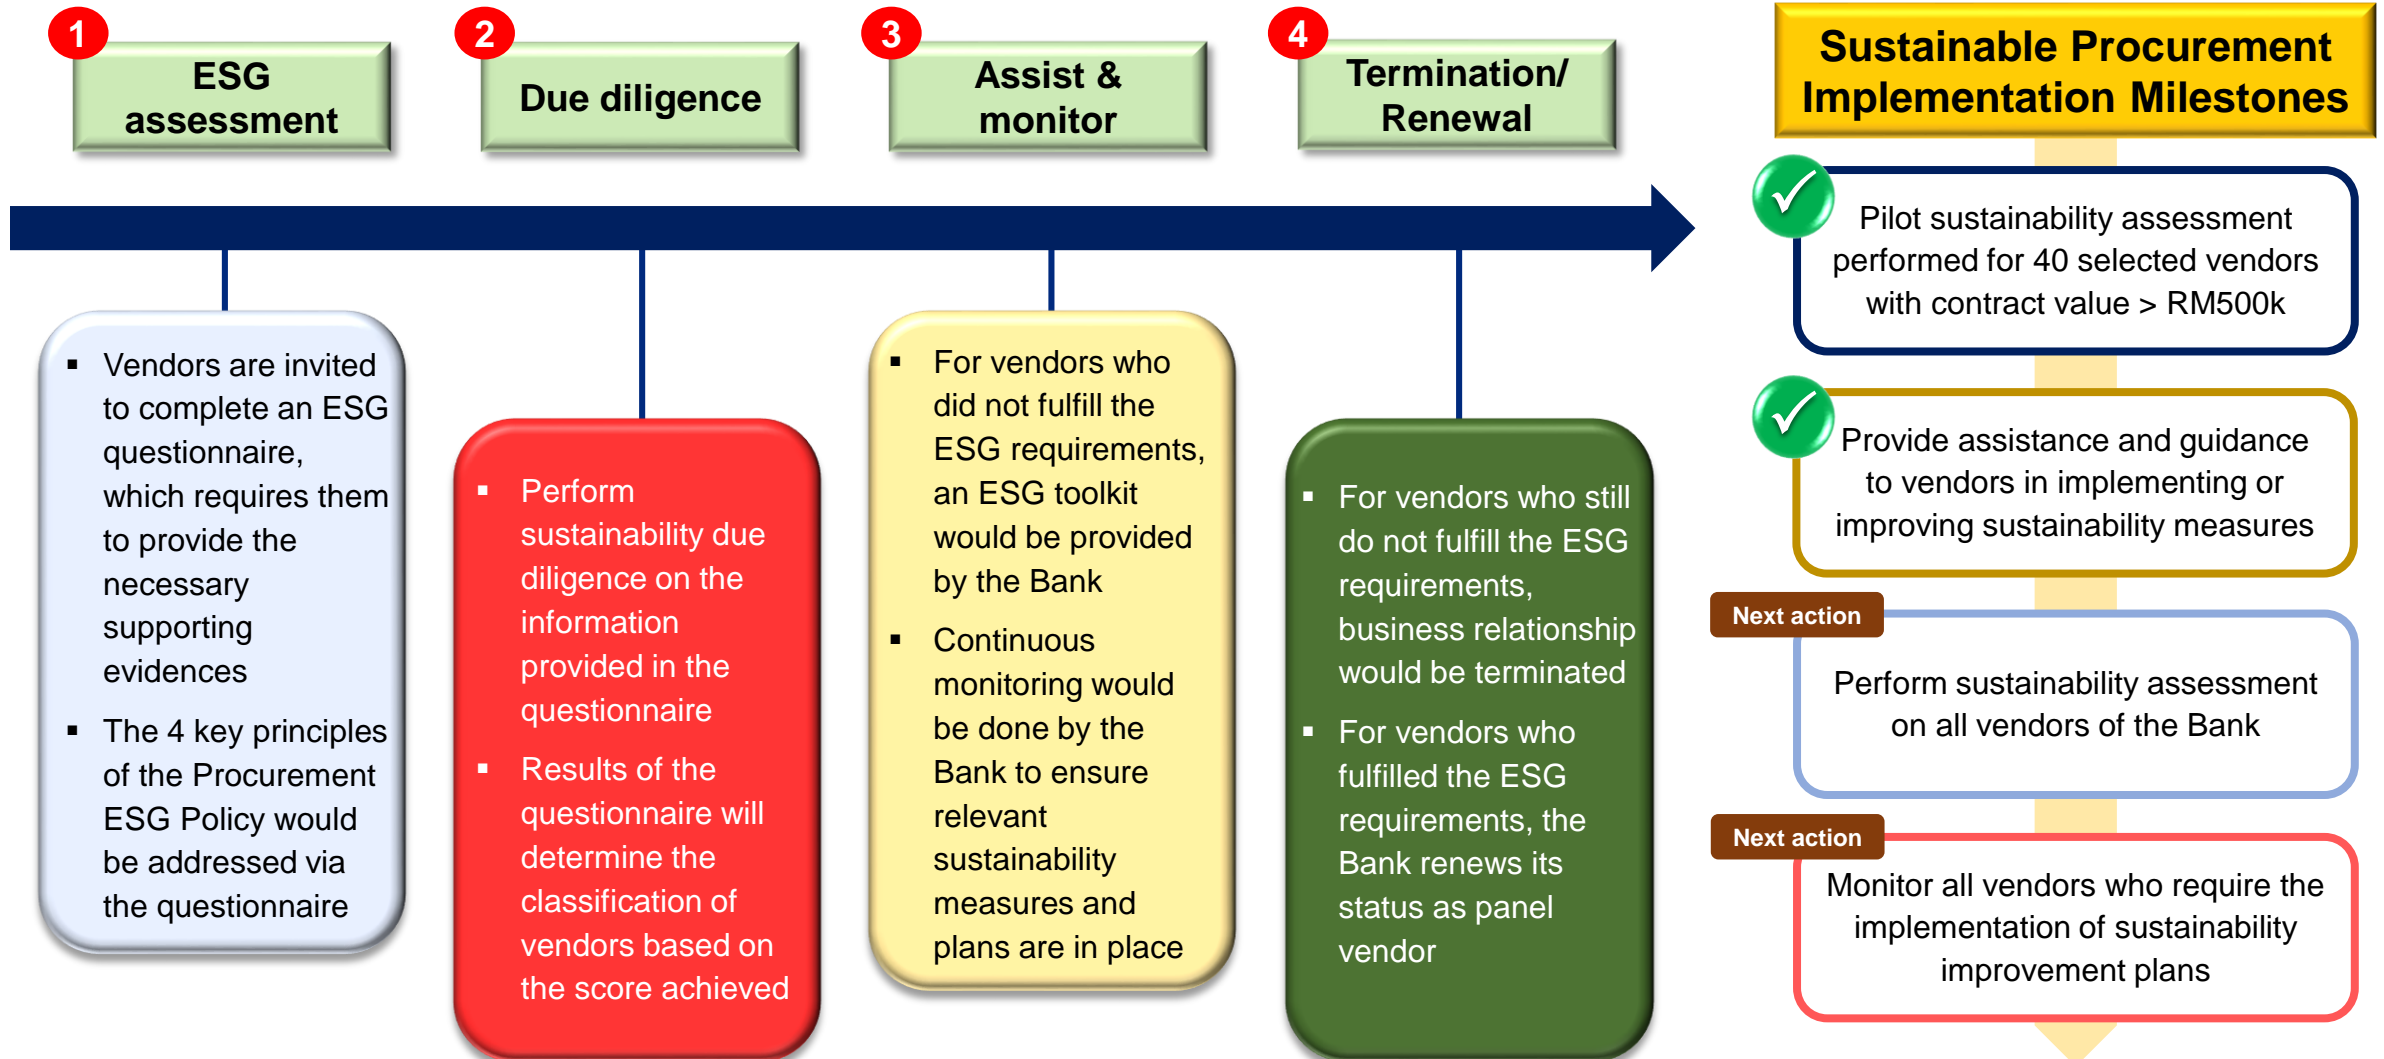 1
ESG
assessment
2
Due diligence
3
Assist &
monitor
4
Termination/
Renewal
▪ Vendors are invited
to complete an ESG
questionnaire,
which requires them
to provide the
necessary
supporting
evidences
▪ The 4 key principles
of the Procurement
ESG Policy would
be addressed via
the questionnaire
▪ Perform
sustainability due
diligence on the
information
provided in the
questionnaire
▪ Results of the
questionnaire will
determine the
classification of
vendors based on
the score achieved
▪ For vendors who
did not fulfill the
ESG requirements,
an ESG toolkit
would be provided
by the Bank
▪ Continuous
monitoring would
be done by the
Bank to ensure
relevant
sustainability
measures and
plans are in place
▪ For vendors who still
do not fulfill the ESG
requirements,
business relationship
would be terminated
▪ For vendors who
fulfilled the ESG
requirements, the
Bank renews its
status as panel
vendor
Sustainable Procurement
Implementation Milestones
Pilot sustainability assessment
performed for 40 selected vendors
with contract value > RM500k
Provide assistance and guidance
to vendors in implementing or
improving sustainability measures
Next action
Perform sustainability assessment
on all vendors of the Bank
Next action
Monitor all vendors who require the
implementation of sustainability
improvement plans